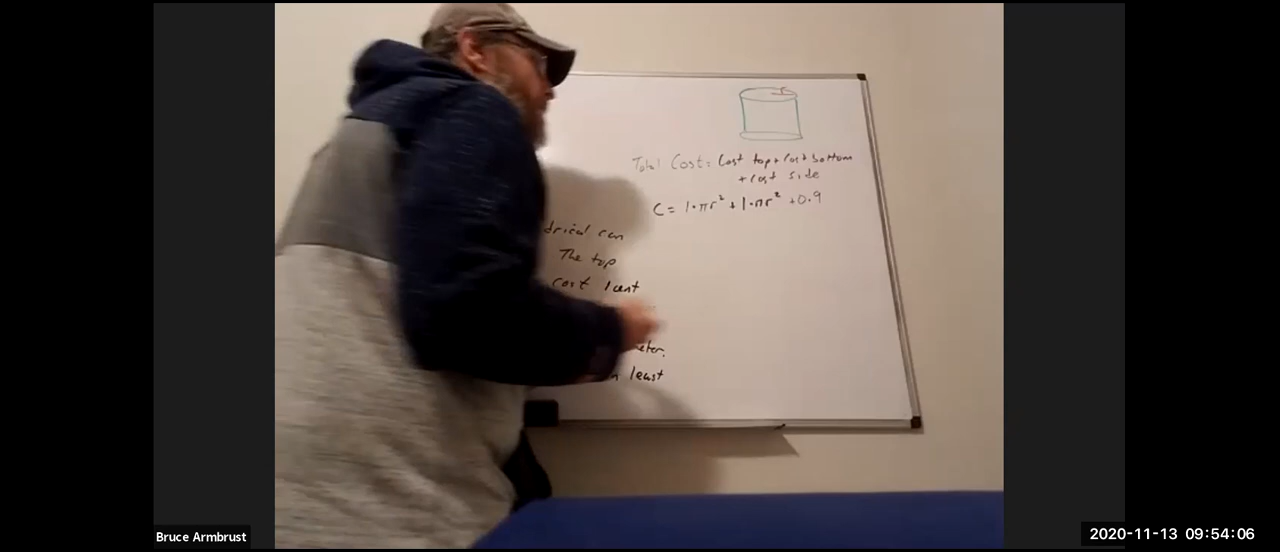 r
Total Cost = Cost top + Cost bottom
+ cost side
C = 1·πr² + 1·πr² + 0.9
drical can
The top
cost 1 cent
least
Bruce Armbrust
2020-11-13 09:54:06